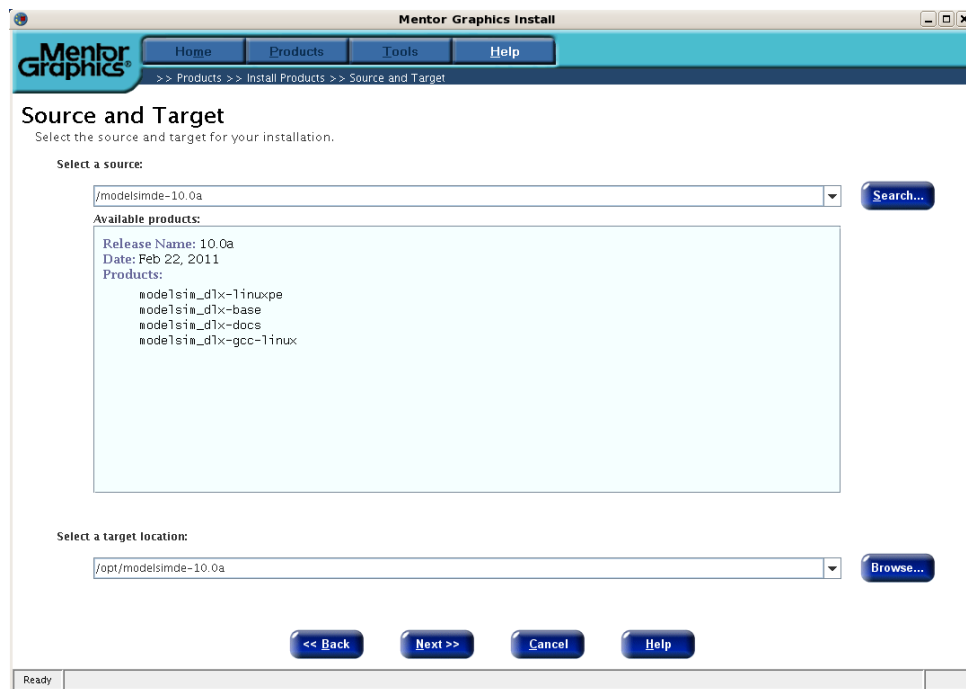 Mentor Graphics Install
Mentor Graphics®
Home Products Tools Help
>> Products >> Install Products >> Source and Target
Source and Target
Select the source and target for your installation.
Select a source:
/modelsimde-10.0a
Search...
Available products:
Release Name: 10.0a
Date: Feb 22, 2011
Products:
modelsim_dlx-linuxpe
modelsim_dlx-base
modelsim_dlx-docs
modelsim_dlx-gcc-linux
Select a target location:
/opt/modelsimde-10.0a
Browse...
<< Back Next >> Cancel Help
Ready